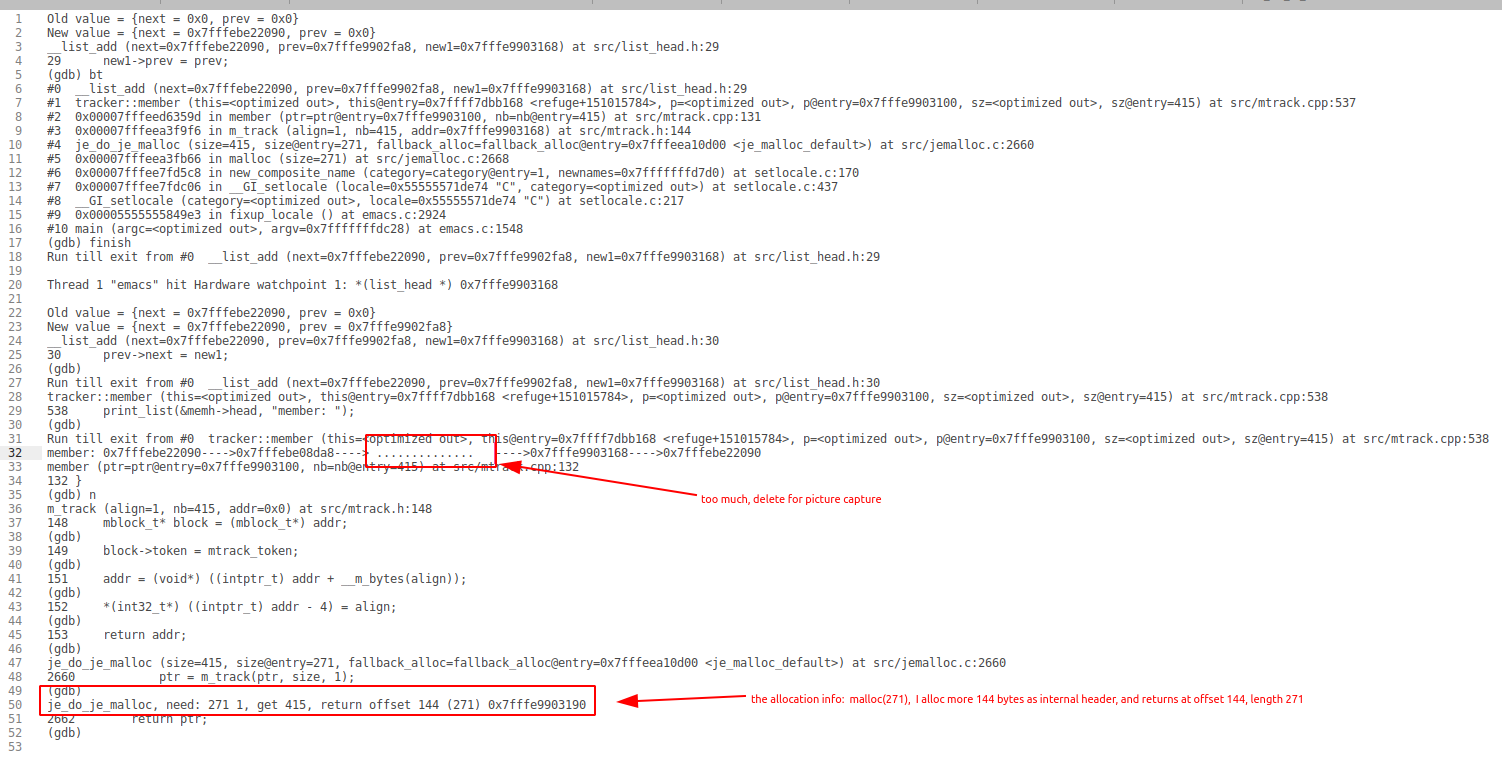 1 Old value = {next = 0x0, prev = 0x0}
2 New value = {next = 0x7fffebe22090, prev = 0x0}
3 __list_add (next=0x7fffebe22090, prev=0x7fffe9902fa8, new1=0x7fffe9903168) at src/list_head.h:29
4 29 new1->prev = prev;
5 (gdb) bt
6 #0 __list_add (next=0x7fffebe22090, prev=0x7fffe9902fa8, new1=0x7fffe9903168) at src/list_head.h:29
7 #1 tracker::member (this=<optimized out>, this@entry=0x7ffff7dbb168 <refuge+151015784>, p=<optimized out>, p@entry=0x7fffe9903100, sz=<optimized out>, sz@entry=415) at src/mtrack.cpp:537
8 #2 0x00007fffeed6359d in member (ptr=ptr@entry=0x7fffe9903100, nb=nb@entry=415) at src/mtrack.cpp:131
9 #3 0x00007fffeea3f9f6 in m_track (align=1, nb=415, addr=0x7fffe9903168) at src/mtrack.h:144
10 #4 je_do_je_malloc (size=415, size@entry=271, fallback_alloc=fallback_alloc@entry=0x7fffeea10d00 <je_malloc_default>) at src/jemalloc.c:2660
11 #5 0x00007fffeea3fb66 in malloc (size=271) at src/jemalloc.c:2668
12 #6 0x00007fffee7fd5c8 in new_composite_name (category=category@entry=1, newnames=0x7fffffffd7d0) at setlocale.c:170
13 #7 0x00007fffee7fdc06 in __GI_setlocale (locale=0x55555571de74 "C", category=<optimized out>) at setlocale.c:437
14 #8 __GI_setlocale (category=<optimized out>, locale=0x55555571de74 "C") at setlocale.c:217
15 #9 0x00005555555849e3 in fixup_locale () at emacs.c:2924
16 #10 main (argc=<optimized out>, argv=0x7fffffffdc28) at emacs.c:1548
17 (gdb) finish
18 Run till exit from #0 __list_add (next=0x7fffebe22090, prev=0x7fffe9902fa8, new1=0x7fffe9903168) at src/list_head.h:29
19
20 Thread 1 "emacs" hit Hardware watchpoint 1: *(list_head *) 0x7fffe9903168
21
22 Old value = {next = 0x7fffebe22090, prev = 0x0}
23 New value = {next = 0x7fffebe22090, prev = 0x7fffe9902fa8}
24 __list_add (next=0x7fffebe22090, prev=0x7fffe9902fa8, new1=0x7fffe9903168) at src/list_head.h:30
25 30 prev->next = new1;
26 (gdb)
27 Run till exit from #0 __list_add (next=0x7fffebe22090, prev=0x7fffe9902fa8, new1=0x7fffe9903168) at src/list_head.h:30
28 tracker::member (this=<optimized out>, this@entry=0x7ffff7dbb168 <refuge+151015784>, p=<optimized out>, p@entry=0x7fffe9903100, sz=<optimized out>, sz@entry=415) at src/mtrack.cpp:538
29 538 print_list(&memh->head, "member: ");
30 (gdb)
31 Run till exit from #0 tracker::member (this=<optimized out>, this@entry=0x7ffff7dbb168 <refuge+151015784>, p=<optimized out>, p@entry=0x7fffe9903100, sz=<optimized out>, sz@entry=415) at src/mtrack.cpp:538
32 member: 0x7fffebe22090---->0x7fffebe08da8----> .............. ---->0x7fffe9903168---->0x7fffebe22090
33 member (ptr=ptr@entry=0x7fffe9903100, nb=nb@entry=415) at src/mtrack.cpp:132
34 132 }
35 (gdb) n
too much, delete for picture capture
36 m_track (align=1, nb=415, addr=0x0) at src/mtrack.h:148
37 148 mblock_t* block = (mblock_t*) addr;
38 (gdb)
39 149 block->token = mtrack_token;
40 (gdb)
41 151 addr = (void*) ((intptr_t) addr + __m_bytes(align));
42 (gdb)
43 152 *(int32_t*) ((intptr_t) addr - 4) = align;
44 (gdb)
45 153 return addr;
46 (gdb)
47 je_do_je_malloc (size=415, size@entry=271, fallback_alloc=fallback_alloc@entry=0x7fffeea10d00 <je_malloc_default>) at src/jemalloc.c:2660
48 2660 ptr = m_track(ptr, size, 1);
49 (gdb)
50 je_do_je_malloc, need: 271 1, get 415, return offset 144 (271) 0x7fffe9903190
the allocation info: malloc(271), I alloc more 144 bytes as internal header, and returns at offset 144, length 271
51 2662 return ptr;
52 (gdb)
53